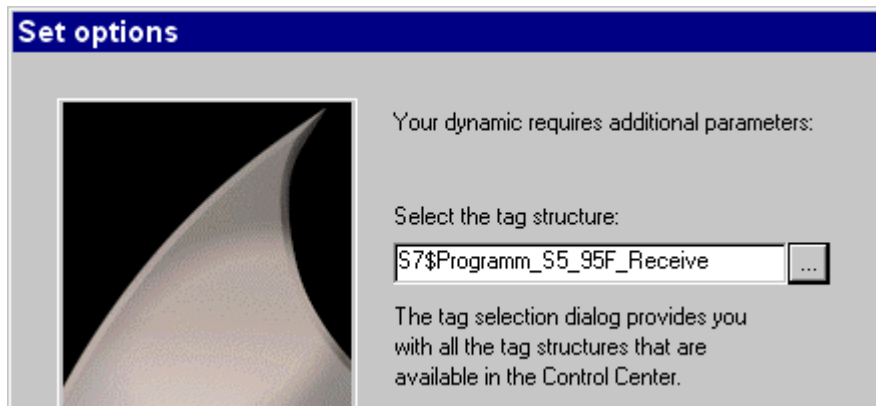 Set options
Your dynamic requires additional parameters:
Select the tag structure:
S7$Programm_S5_95F_Receive
...
The tag selection dialog provides you
with all the tag structures that are
available in the Control Center.